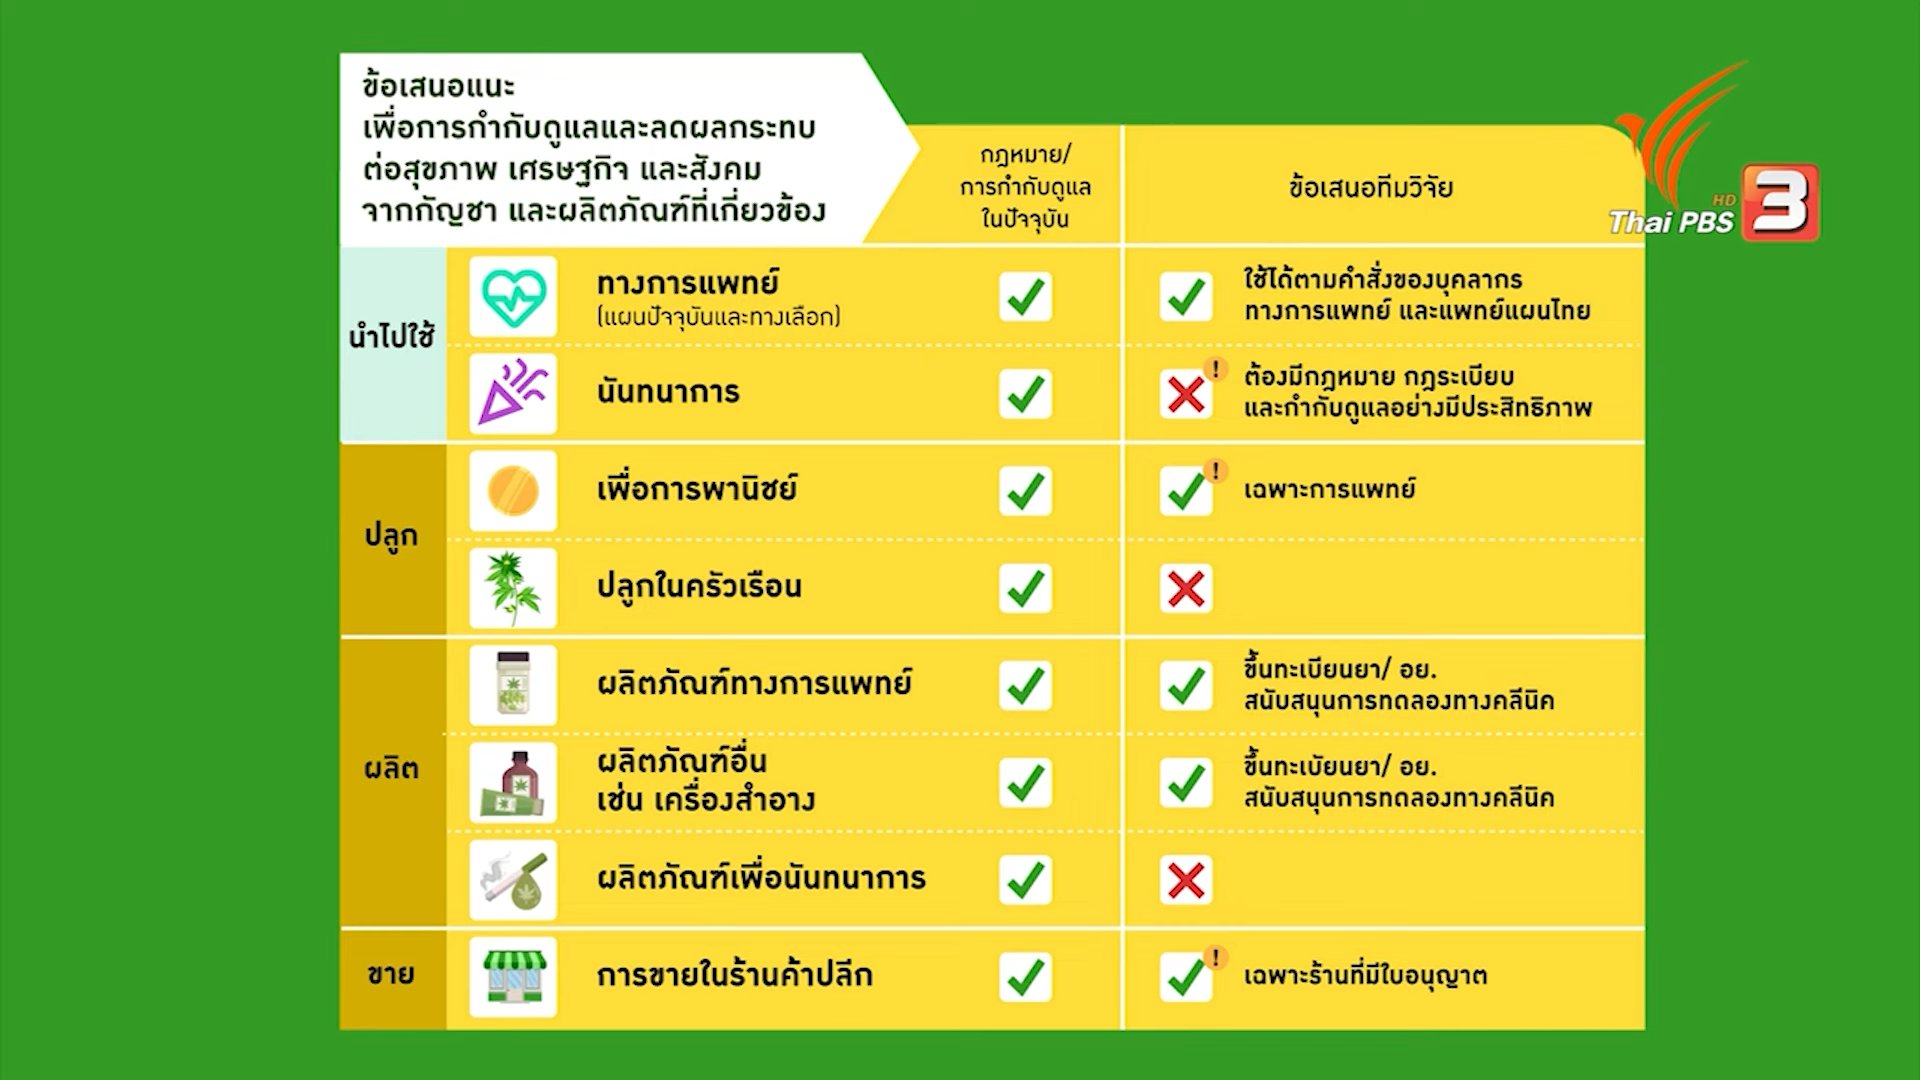 ข้อเสนอแนะ
เพื่อการกำกับดูแลและลดผลกระทบ
ต่อสุขภาพ เศรษฐกิจ และสังคม
จากกัญชา และผลิตภัณฑ์ที่เกี่ยวข้อง
กฎหมาย/
การกำกับดูแล
ในปัจจุบัน
ข้อเสนอทีมวิจัย
HD
Thai PBS 3
นำไปใช้
ทางการแพทย์
(แผนปัจจุบันและทางเลือก)
ใช้ได้ตามคำสั่งของบุคลากร
ทางการแพทย์ และแพทย์แผนไทย
นันทนาการ
!
ต้องมีกฎหมาย กฎระเบียบ
และกำกับดูแลอย่างมีประสิทธิภาพ
ปลูก
เพื่อการพานิชย์
!
เฉพาะการแพทย์
ปลูกในครัวเรือน
ผลิต
ผลิตภัณฑ์ทางการแพทย์
ขึ้นทะเบียนยา/ อย.
สนับสนุนการทดลองทางคลีนิค
ผลิตภัณฑ์อื่น
เช่น เครื่องสำอาง
ขึ้นทะเบัยนยา/ อย.
สนับสนุนการทดลองทางคลีนิค
ผลิตภัณฑ์เพื่อนันทนาการ
ขาย
การขายในร้านค้าปลีก
!
เฉพาะร้านที่มีใบอนุญาต